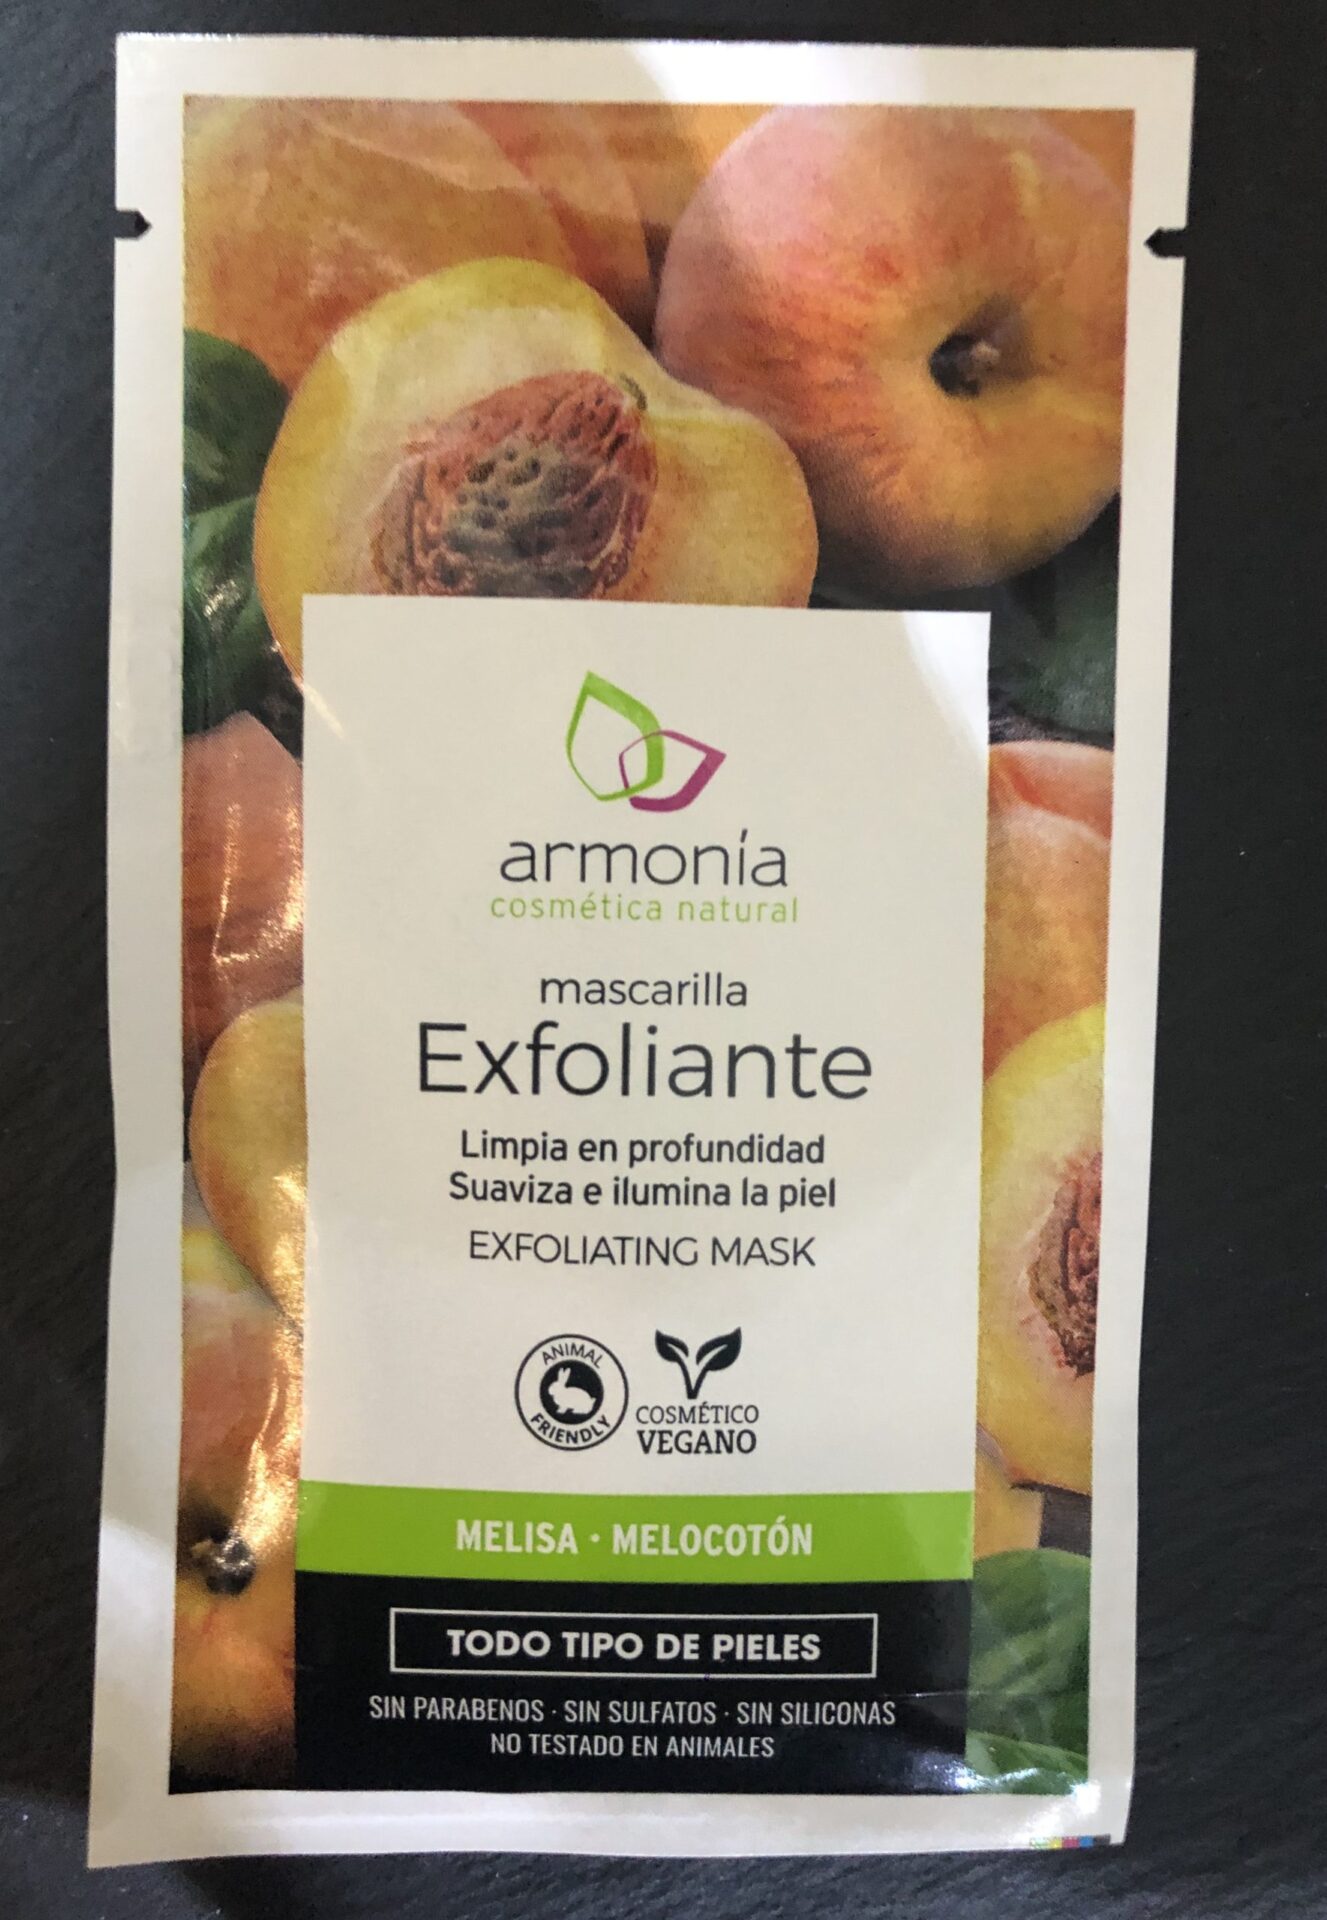 armonía
cosmética natural
mascarilla
Exfoliante
Limpia en profundidad
Suaviza e ilumina la piel
EXFOLIATING MASK
ANIMAL
FRIENDLY
COSMÉTICO
VEGANO
MELISA · MELOCOTÓN
TODO TIPO DE PIELES
SIN PARABENOS · SIN SULFATOS · SIN SILICONAS
NO TESTADO EN ANIMALES